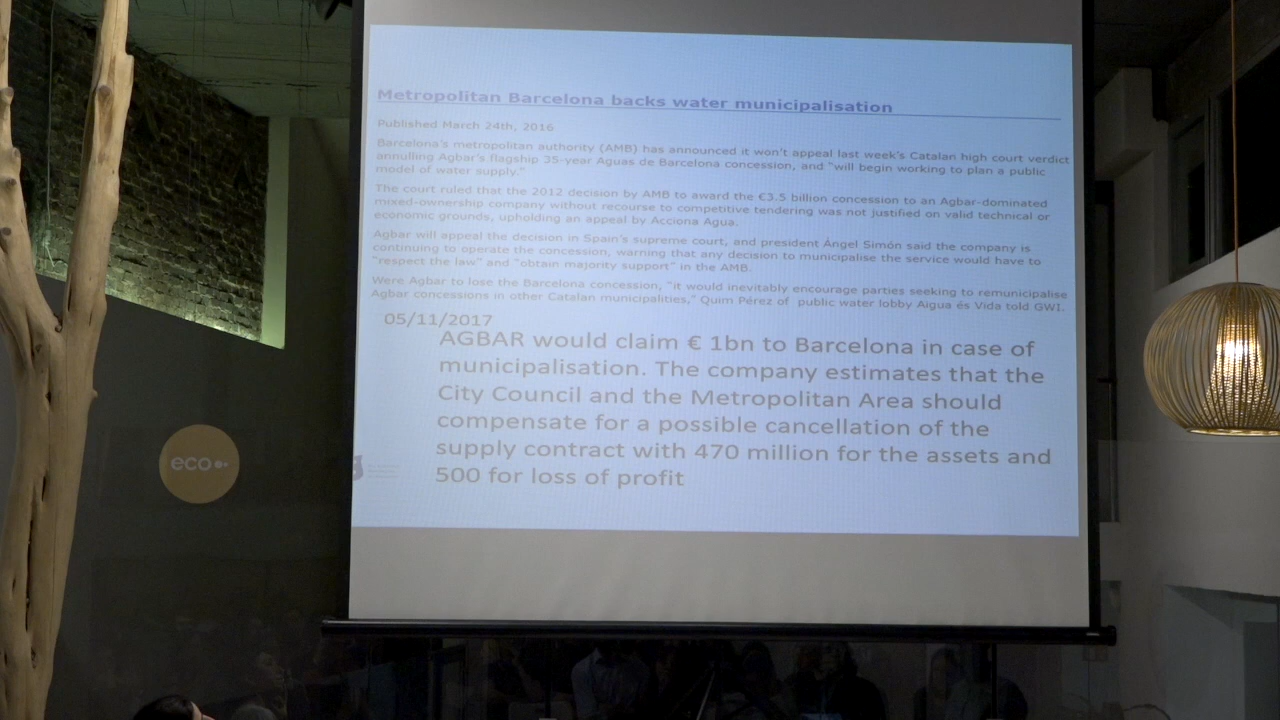 Metropolitan Barcelona backs water municipalisation
Published March 24th, 2016
Barcelona's metropolitan authority (AMB) has announced it won't appeal last week's Catalan high court verdict
annulling Agbar's flagship 35-year Aguas de Barcelona concession, and "will begin working to plan a public
model of water supply."
The court ruled that the 2012 decision by AMB to award the €3.5 billion concession to an Agbar-dominated
mixed-ownership company without recourse to competitive tendering was not justified on valid technical or
economic grounds, upholding an appeal by Acciona Agua.
Agbar will appeal the decision in Spain's supreme court, and president Ángel Simón said the company is
continuing to operate the concession, warning that any decision to municipalise the service would have to
"respect the law" and "obtain majority support" in the AMB.
Were Agbar to lose the Barcelona concession, "it would inevitably encourage parties seeking to remunicipalise
Agbar concessions in other Catalan municipalities," Quim Pérez of public water lobby Aigua és Vida told GWI.
05/11/2017
AGBAR would claim € 1bn to Barcelona in case of
municipalisation. The company estimates that the
City Council and the Metropolitan Area should
compensate for a possible cancellation of the
supply contract with 470 million for the assets and
500 for loss of profit
eco